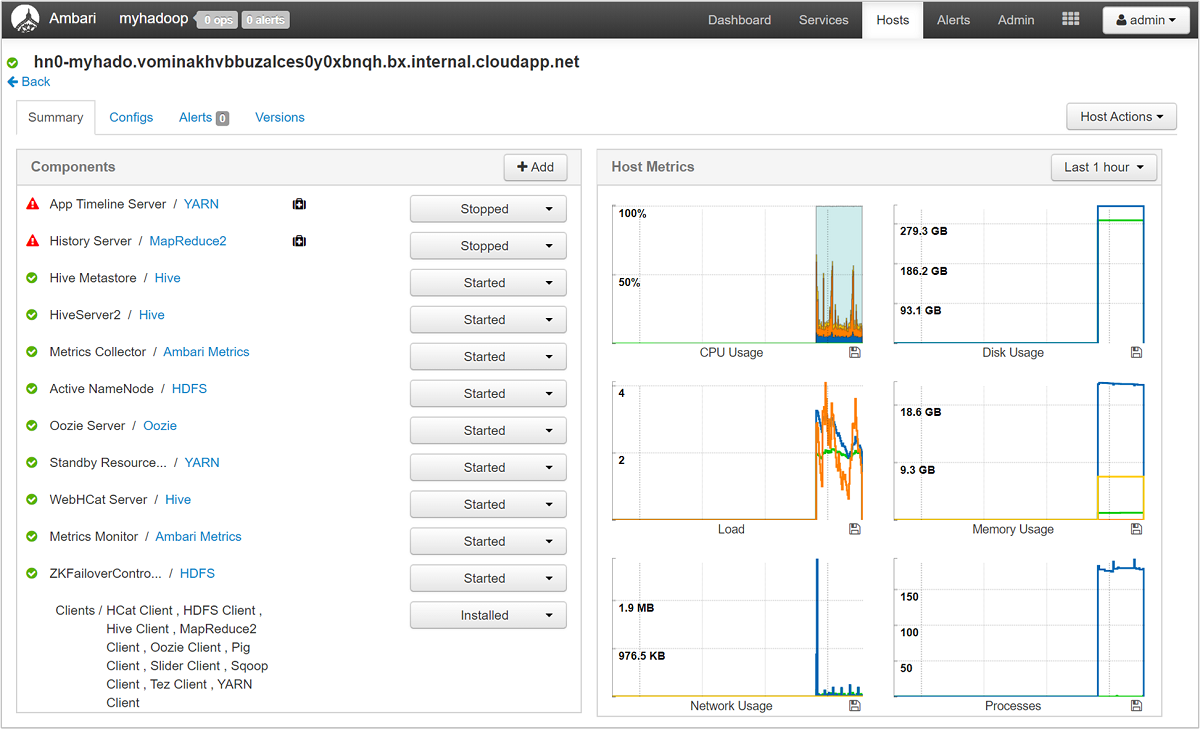 Ambari myhadoop 0 ops 0 alerts Dashboard Services Hosts Alerts Admin admin
hn0-myhado.vominakhvbbuzalces0y0xbnqh.bx.internal.cloudapp.net
Back
Summary Configs Alerts 0 Versions Host Actions
Components Add
App Timeline Server / YARN Stopped
History Server / MapReduce2 Stopped
Hive Metastore / Hive Started
HiveServer2 / Hive Started
Metrics Collector / Ambari Metrics Started
Active NameNode / HDFS Started
Oozie Server / Oozie Started
Standby Resource... / YARN Started
WebHCat Server / Hive Started
Metrics Monitor / Ambari Metrics Started
ZKFailoverContro... / HDFS Started
Clients / HCat Client , HDFS Client , Installed
Hive Client , MapReduce2
Client , Oozie Client , Pig
Client , Slider Client , Sqoop
Client , Tez Client , YARN
Client
Host Metrics Last 1 hour
100%
50%
CPU Usage
279.3 GB
186.2 GB
93.1 GB
Disk Usage
4
2
Load
18.6 GB
9.3 GB
Memory Usage
1.9 MB
976.5 KB
Network Usage
150
100
50
Processes